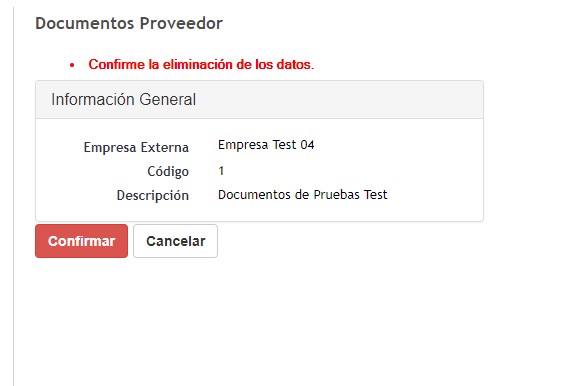 Documentos Proveedor
• Confirme la eliminación de los datos.
Información General
Empresa Externa Empresa Test 04
Código 1
Descripción Documentos de Pruebas Test
Confirmar Cancelar